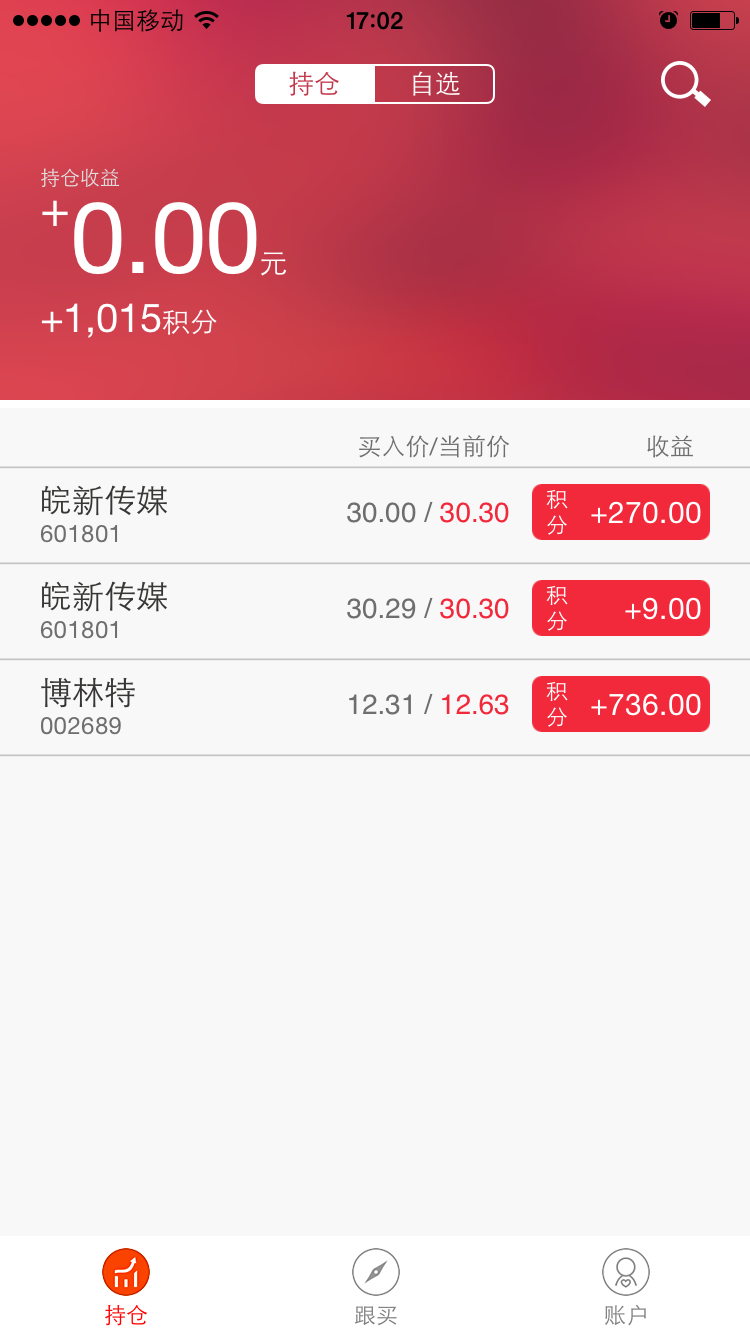 中国移动 17:02
持仓 自选
持仓收益
+0.00元
+1,015积分
买入价/当前价 收益
皖新传媒 30.00 / 30.30 积分 +270.00
601801
皖新传媒 30.29 / 30.30 积分 +9.00
601801
博林特 12.31 / 12.63 积分 +736.00
002689
持仓 跟买 账户